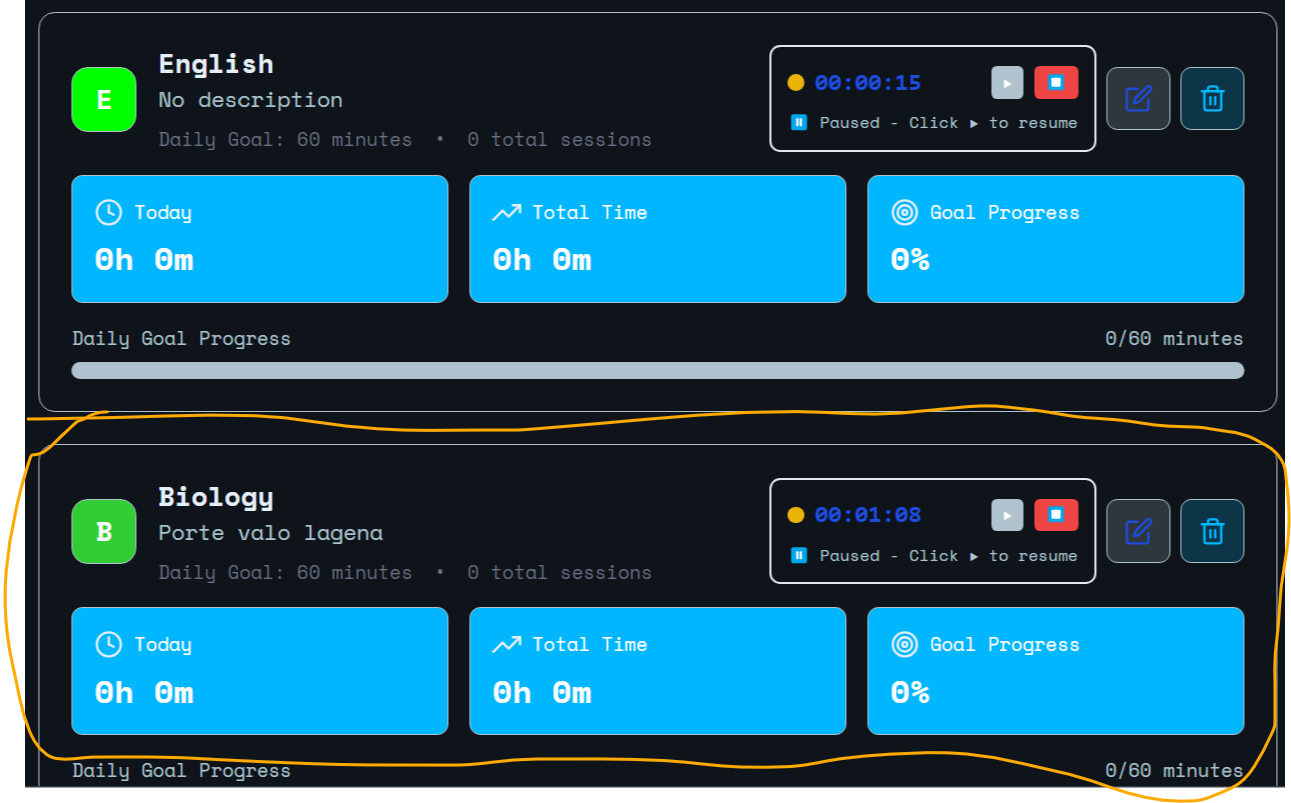 English
E
No description
Daily Goal: 60 minutes • 0 total sessions
00:00:15
Paused - Click ▶ to resume
Today
0h 0m
Total Time
0h 0m
Goal Progress
0%
Daily Goal Progress
0/60 minutes
Biology
B
Porte valo lagena
Daily Goal: 60 minutes • 0 total sessions
00:01:08
Paused - Click ▶ to resume
Today
0h 0m
Total Time
0h 0m
Goal Progress
0%
Daily Goal Progress
0/60 minutes